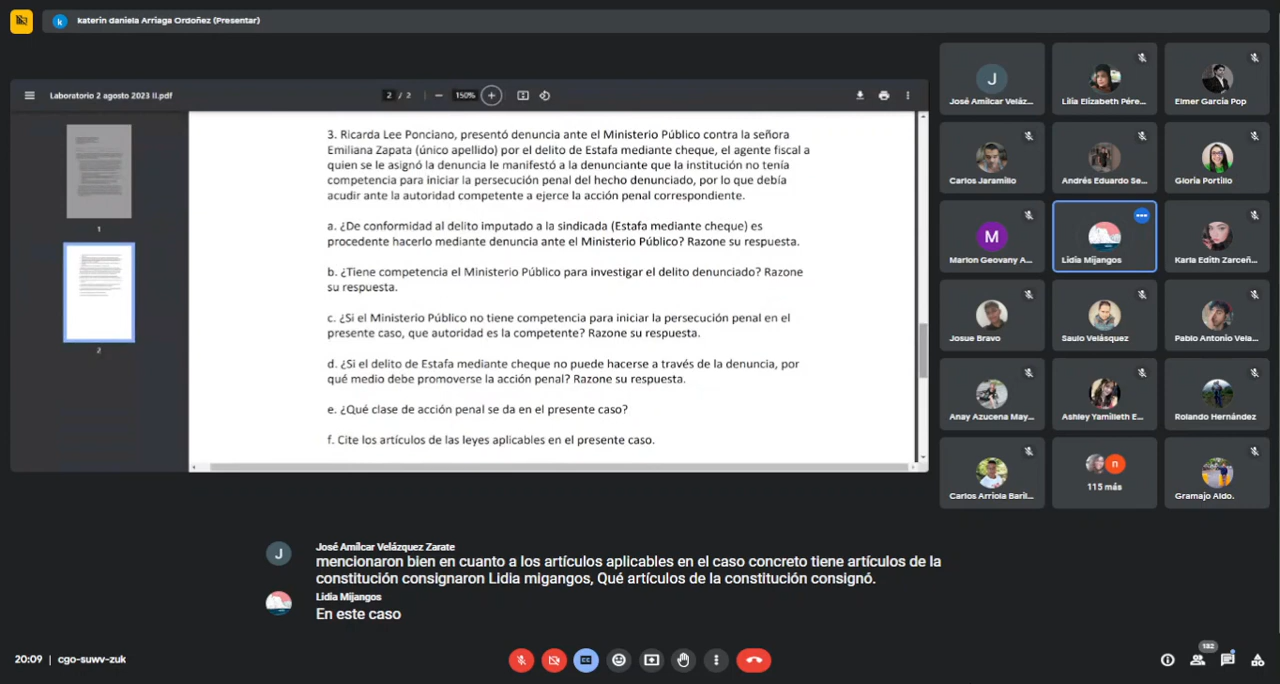 k katerin daniela Arriaga Ordoñez (Presentar)
Laboratorio 2 agosto 2023 II.pdf
2 / 2
150%
3. Ricarda Lee Ponciano, presentó denuncia ante el Ministerio Público contra la señora
Emiliana Zapata (único apellido) por el delito de Estafa mediante cheque, el agente fiscal a
quien se le asignó la denuncia le manifestó a la denunciante que la institución no tenía
competencia para iniciar la persecución penal del hecho denunciado, por lo que debía
acudir ante la autoridad competente a ejerce la acción penal correspondiente.
a. ¿De conformidad al delito imputado a la sindicada (Estafa mediante cheque) es
procedente hacerlo mediante denuncia ante el Ministerio Público? Razone su respuesta.
b. ¿Tiene competencia el Ministerio Público para investigar el delito denunciado? Razone
su respuesta.
c. ¿Si el Ministerio Público no tiene competencia para iniciar la persecución penal en el
presente caso, que autoridad es la competente? Razone su respuesta.
d. ¿Si el delito de Estafa mediante cheque no puede hacerse a través de la denuncia, por
qué medio debe promoverse la acción penal? Razone su respuesta.
e. ¿Qué clase de acción penal se da en el presente caso?
f. Cite los artículos de las leyes aplicables en el presente caso.
1
2
J
José Amilcar Veláz...
Lilia Elizabeth Pére...
Elmer Garcia Pop
Carlos Jaramillo
Andrés Eduardo Se...
Gloria Portillo
M
Marlon Geovany A...
Lidia Mijangos
Karla Edith Zarceñ...
Josue Bravo
Saulo Velásquez
Pablo Antonio Vela...
Anay Azucena May...
Ashley Yamilleth E...
Rolando Hernández
Carlos Arriola Baril...
n
115 más
Gramajo Aldo.
J
José Amílcar Velázquez Zarate
mencionaron bien en cuanto a los artículos aplicables en el caso concreto tiene artículos de la
constitución consignaron Lidia migangos, Qué artículos de la constitución consignó.
Lidia Mijangos
En este caso
20:09 | cgo-suwv-zuk
CC
132